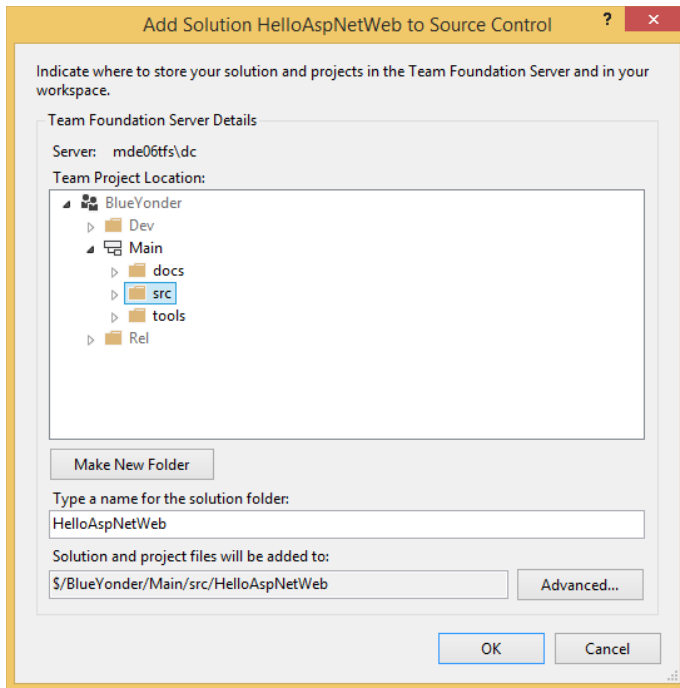 Add Solution HelloAspNetWeb to Source Control
?
Indicate where to store your solution and projects in the Team Foundation Server and in your
workspace.
Team Foundation Server Details
Server: mde06tfs\dc
Team Project Location:
BlueYonder
Dev
Main
docs
src
tools
Rel
Make New Folder
Type a name for the solution folder:
HelloAspNetWeb
Solution and project files will be added to:
$/BlueYonder/Main/src/HelloAspNetWeb
Advanced...
OK
Cancel